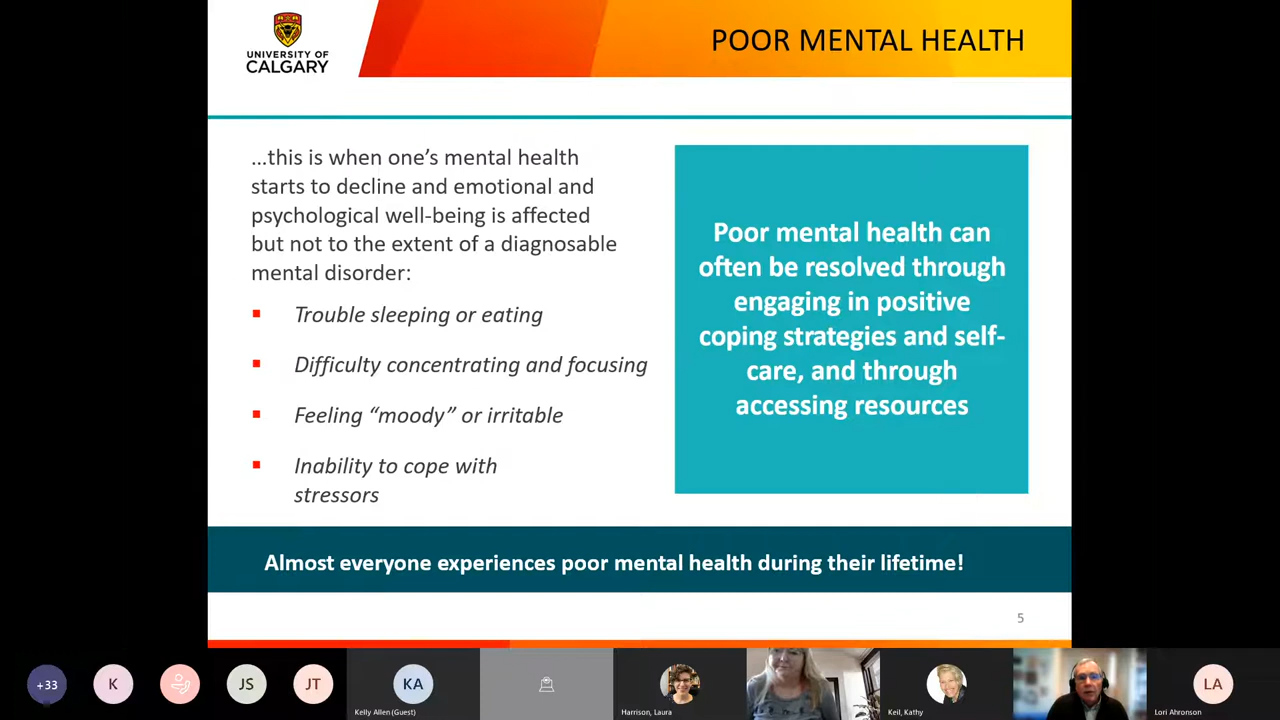 UNIVERSITY OF
CALGARY
POOR MENTAL HEALTH
...this is when one’s mental health
starts to decline and emotional and
psychological well-being is affected
but not to the extent of a diagnosable
mental disorder:
Trouble sleeping or eating
Difficulty concentrating and focusing
Feeling “moody” or irritable
Inability to cope with
stressors
Poor mental health can
often be resolved through
engaging in positive
coping strategies and self-
care, and through
accessing resources
Almost everyone experiences poor mental health during their lifetime!
5
+33
K
JS
JT
KA
LA
Kelly Allen (Guest)
Harrison, Laura
Keil, Kathy
Lori Ahronson